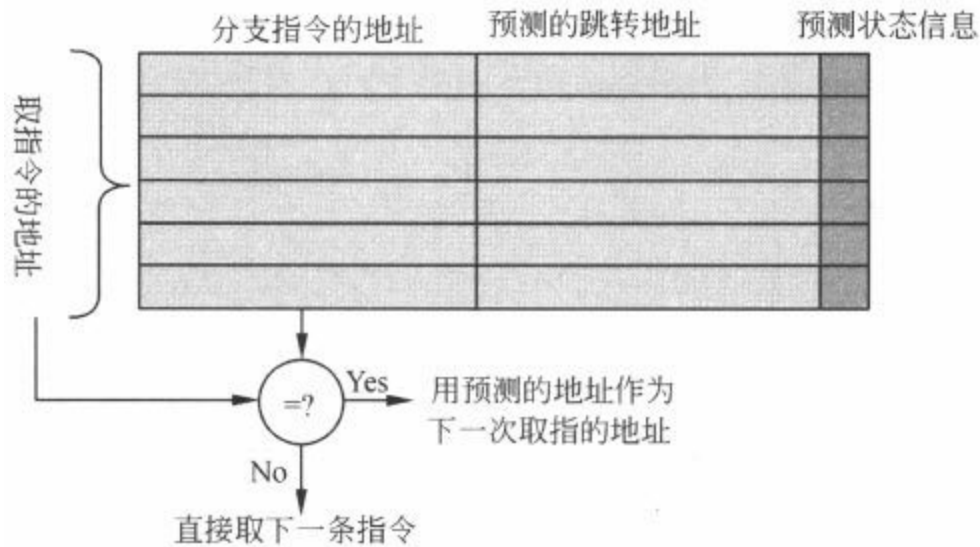 分支指令的地址
预测的跳转地址
预测状态信息
取指令的地址
=?
Yes
用预测的地址作为
下一次取指的地址
No
直接取下一条指令